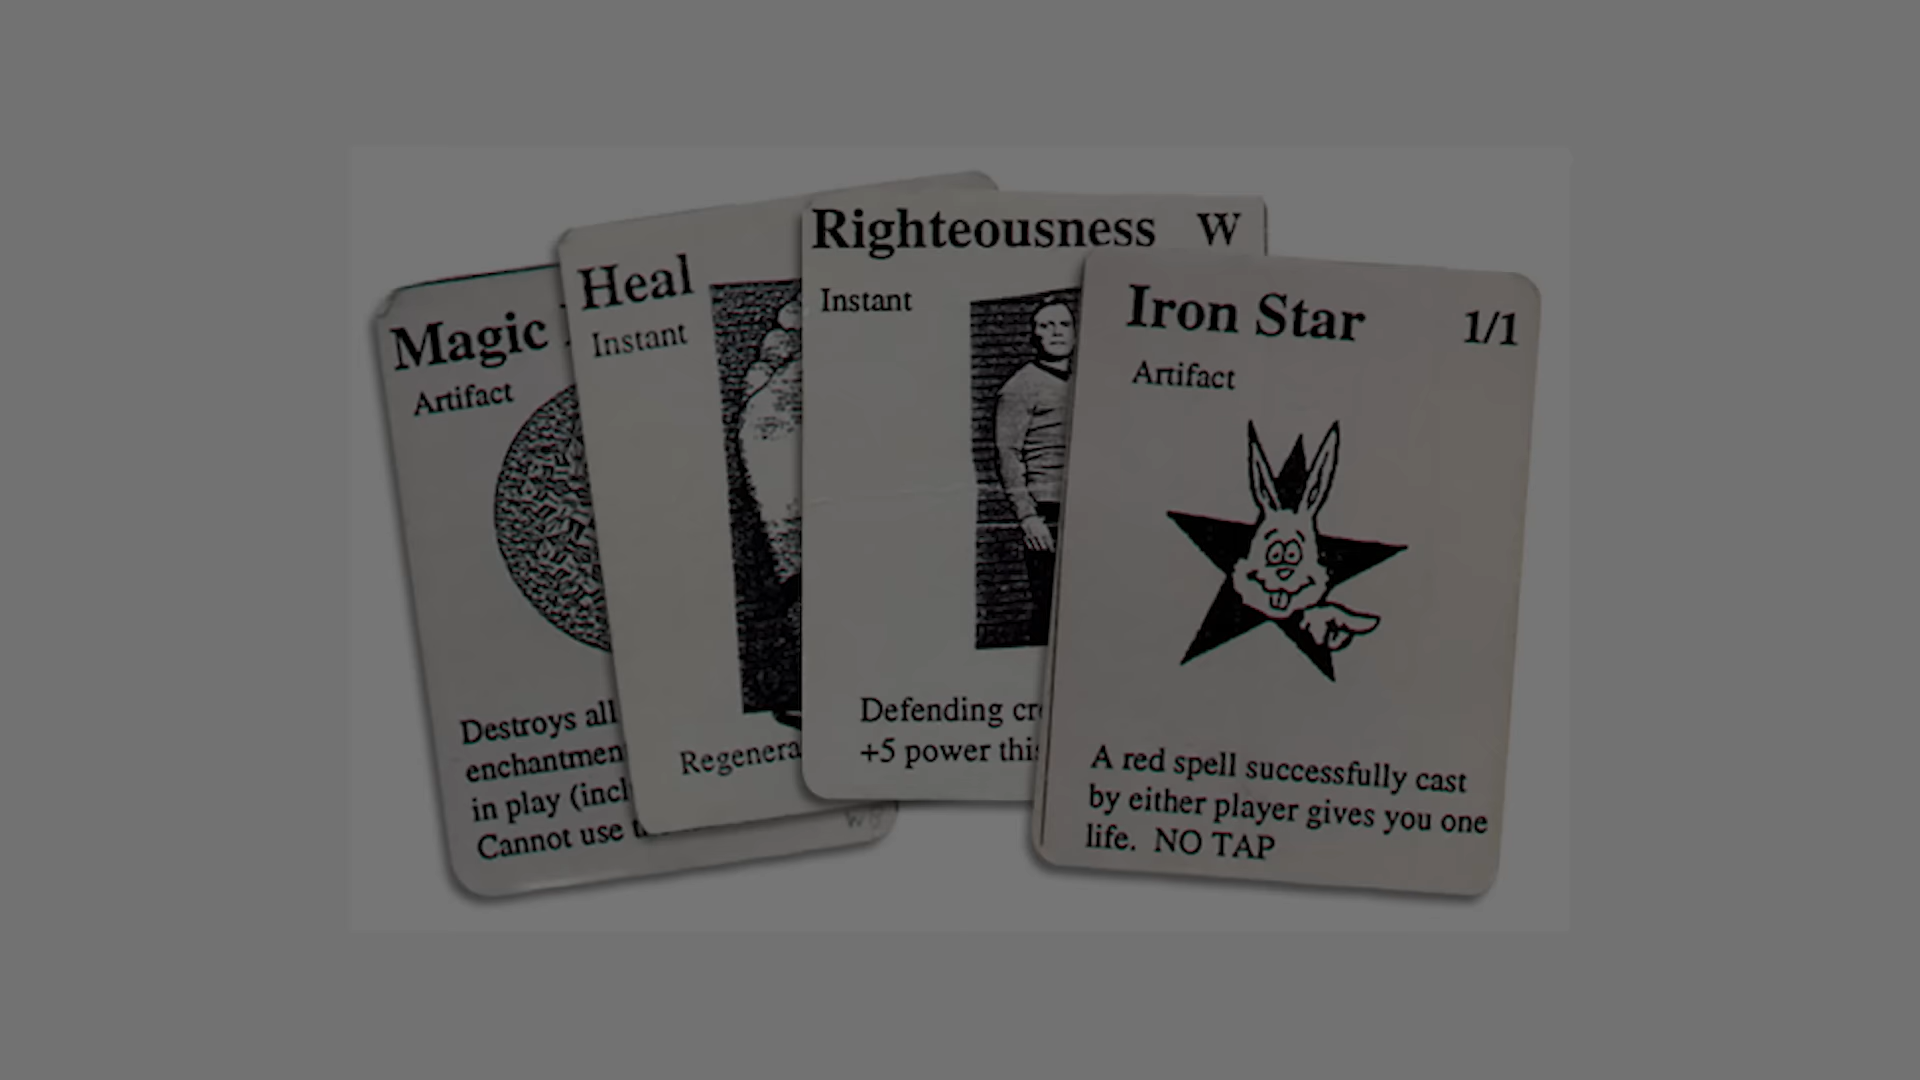 Magic
Artifact
Destroys all
enchantmen
in play (incl
Cannot use
Heal
Instant
Regenera
Righteousness W
Instant
Defending cr
+5 power this
Iron Star 1/1
Artifact
A red spell successfully cast
by either player gives you one
life. NO TAP